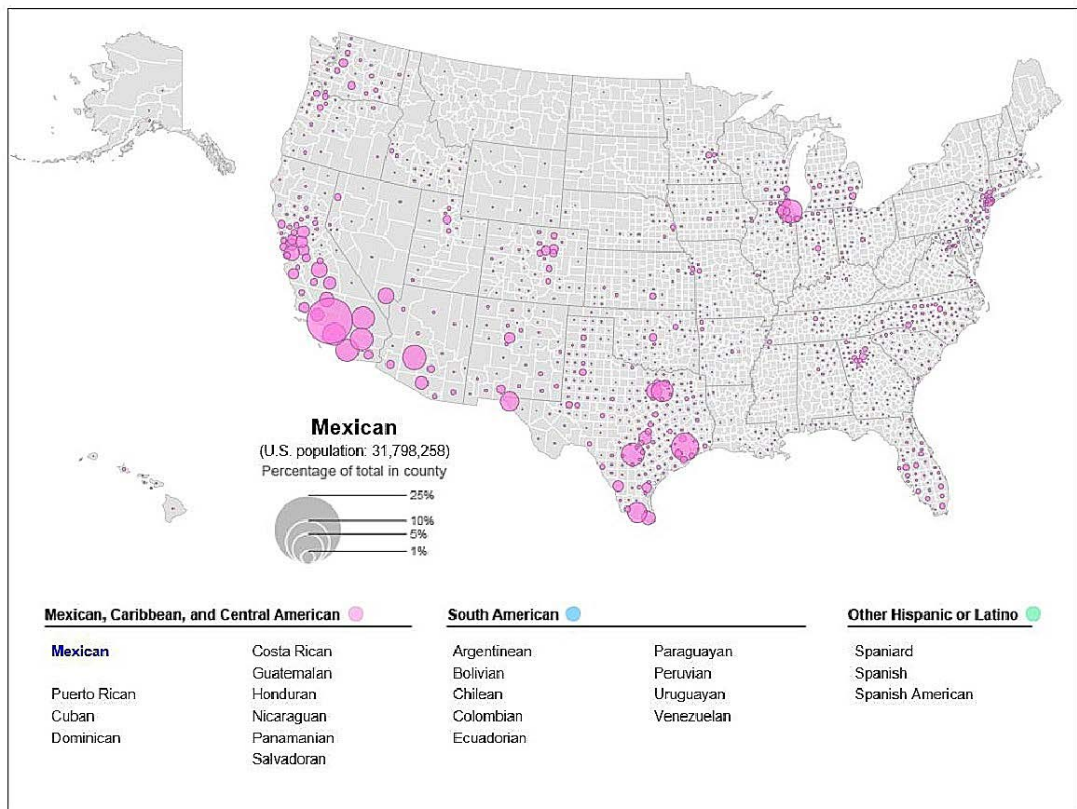 Mexican
(U.S. population: 31,798,258)
Percentage of total in county
25%
10%
5%
1%
Mexican, Caribbean, and Central American
Mexican
Puerto Rican
Cuban
Dominican
Costa Rican
Guatemalan
Honduran
Nicaraguan
Panamanian
Salvadoran
South American
Argentinean
Bolivian
Chilean
Colombian
Ecuadorian
Paraguayan
Peruvian
Uruguayan
Venezuelan
Other Hispanic or Latino
Spaniard
Spanish
Spanish American